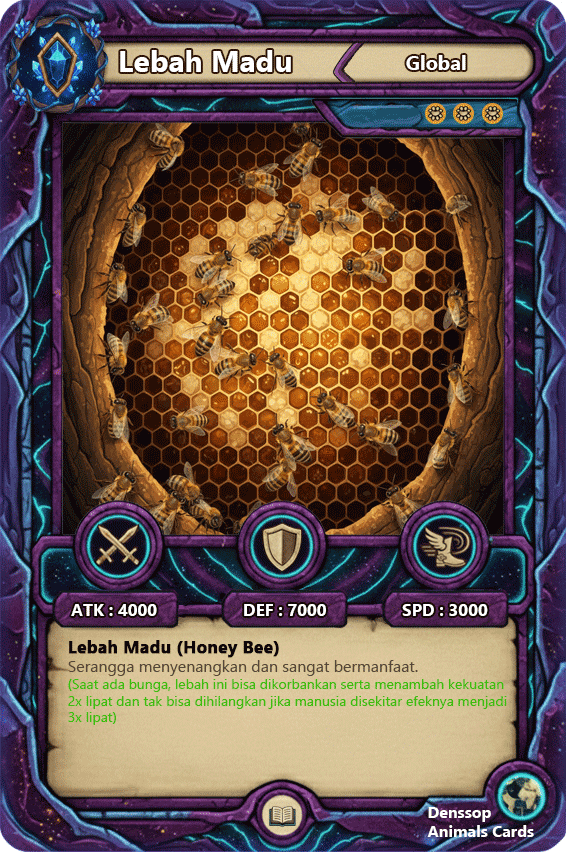 Lebah Madu
Global
ATK : 4000
DEF : 7000
SPD : 3000
Lebah Madu (Honey Bee)
Serangga menyenangkan dan sangat bermanfaat.
(Saat ada bunga, lebah ini bisa dikorbankan serta menambah kekuatan
2x lipat dan tak bisa dihilangkan jika manusia disekitar efeknya menjadi
3x lipat)
Denssop
Animals Cards